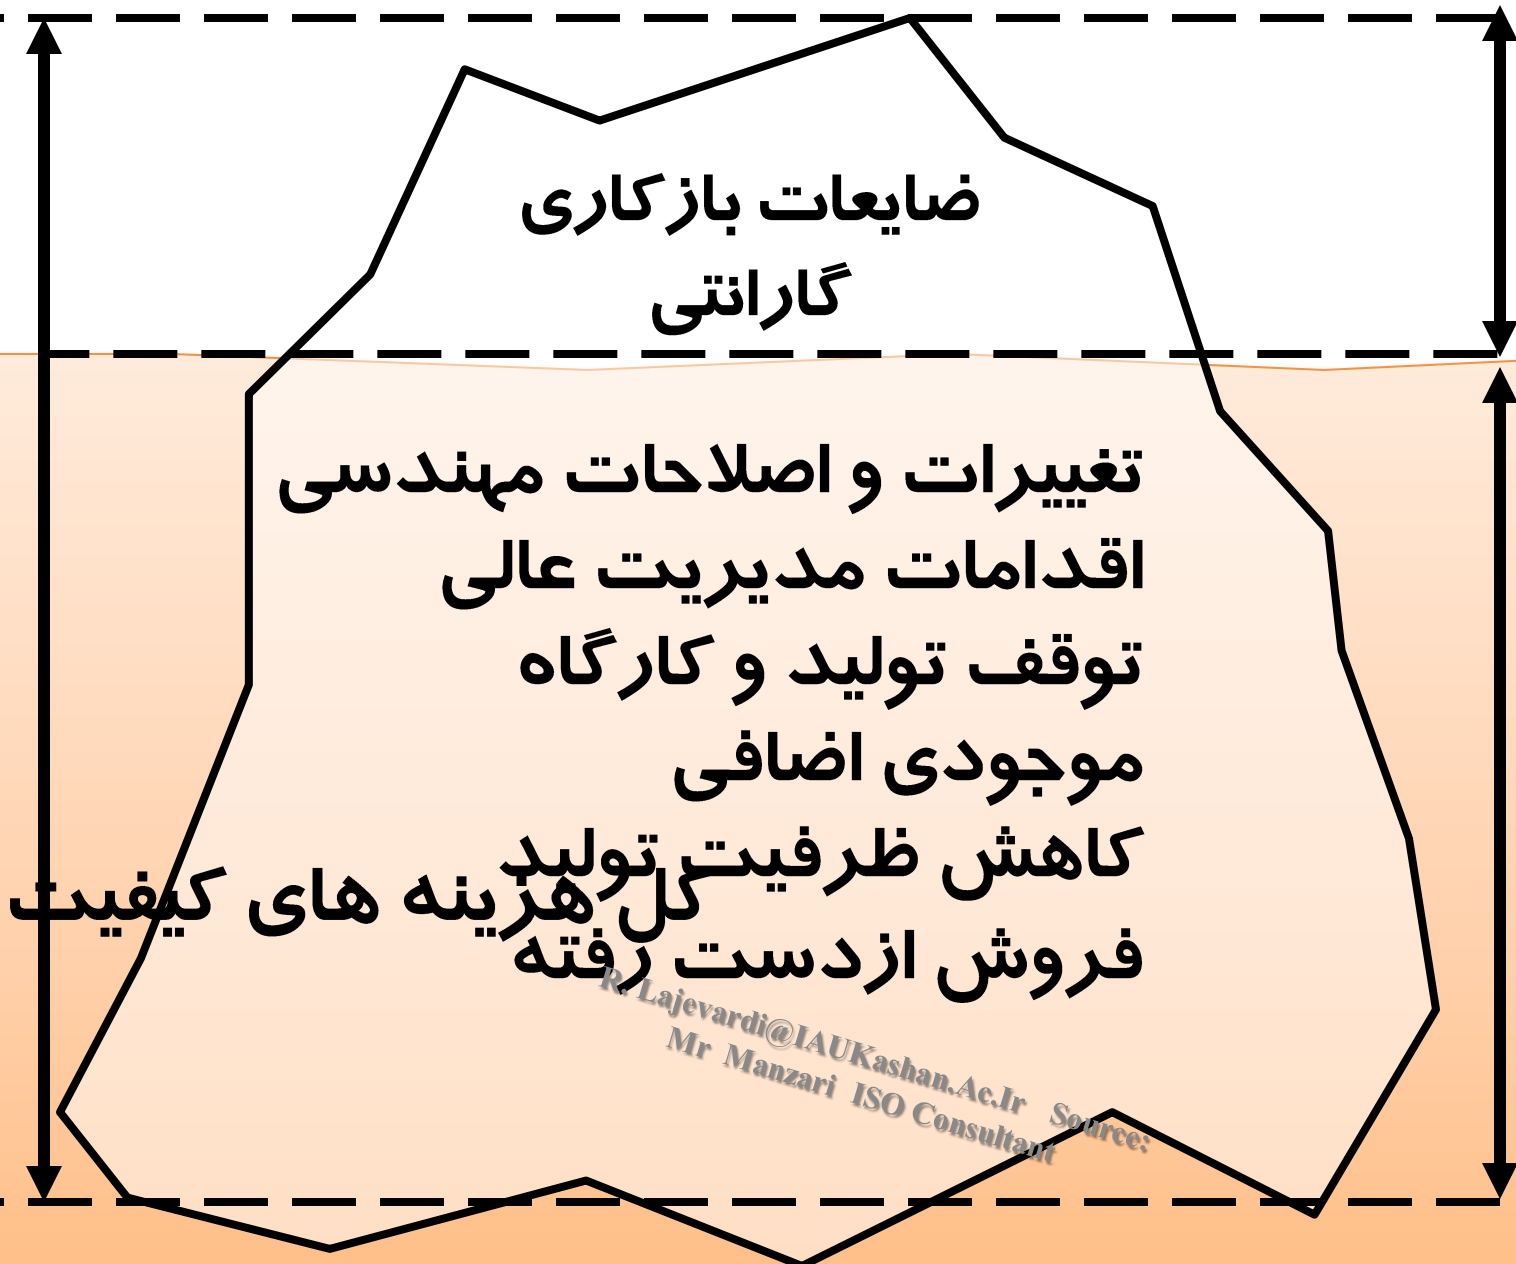 ضایعات بازکاری
گارانتی
تغییرات و اصلاحات مهندسی
اقدامات مدیریت عالی
توقف تولید و کارگاه
موجودی اضافی
کاهش ظرفیت تولید
کل هزینه های کیفیت
فروش ازدست رفته
R. Lajevardi@IAUKashan.Ac.Ir Source:
Mr Manzari ISO Consultant